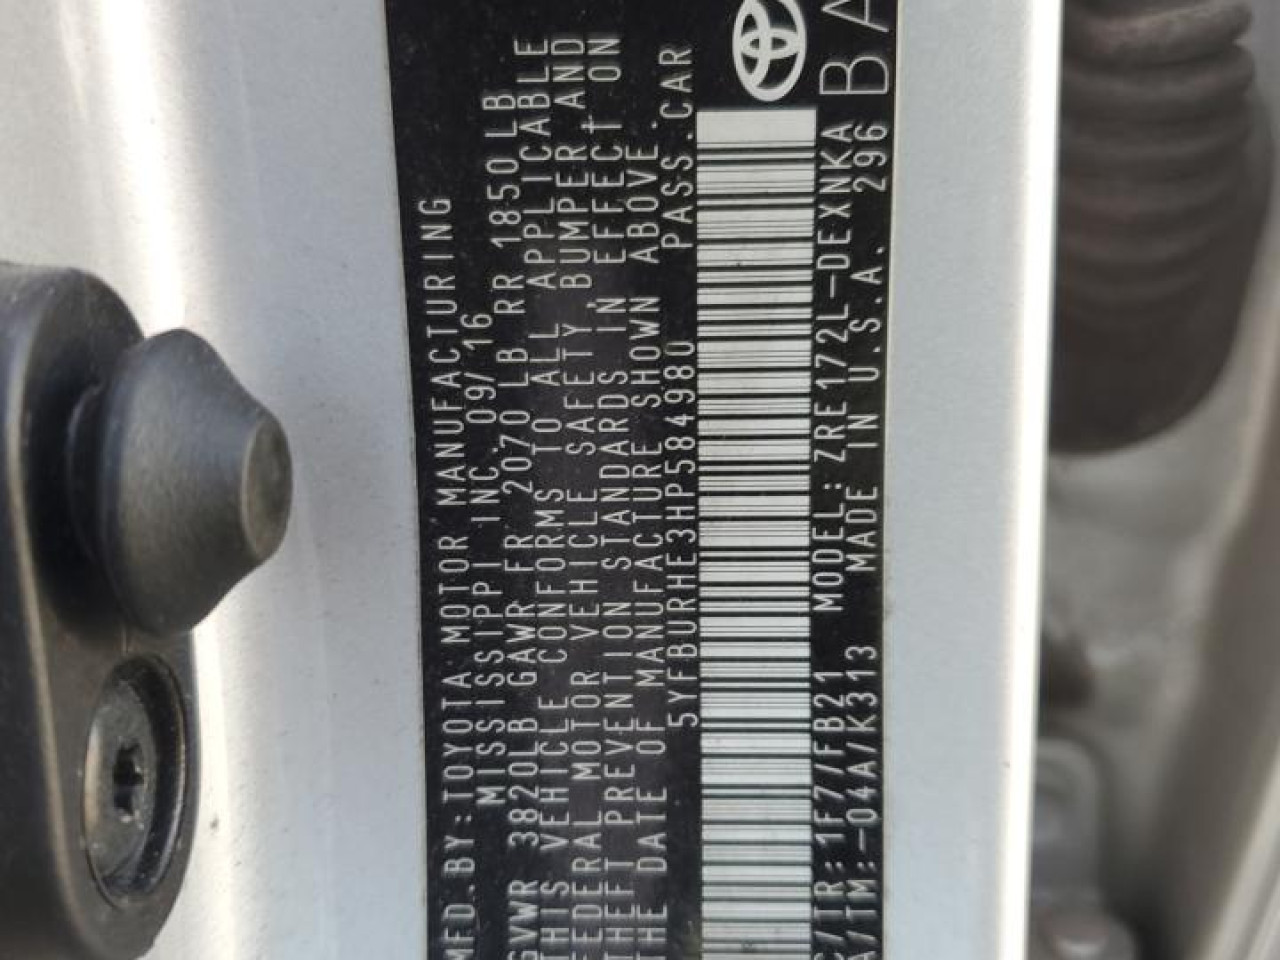 MFD.BY:TOYOTA MOTOR MANUFACTURING
MISSISSIPPI INC. 09/16
GVWR 3820LB GAWR FR 2070 LB RR 1850LB
THIS VEHICLE CONFORMS TO ALL APPLICABLE
FEDERAL MOTOR VEHICLE SAFETY, BUMPER AND
THEFT PREVENTION STANDARDS IN EFFECT ON
THE DATE OF MANUFACTURE SHOWN ABOVE.
5YFBURHE3HP584980 PASS.CAR
C/TR: 1F7/FB21 MODEL: ZRE172L-DEXNKA
A/TM:-04A/K313 MADE IN U.S.A. 296 BA